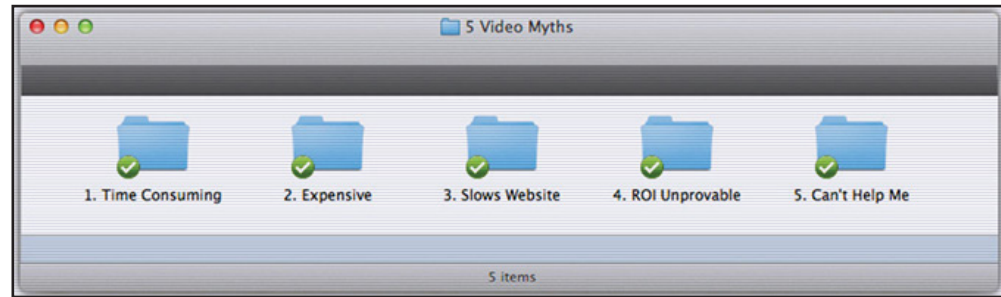 5 Video Myths
1. Time Consuming
2. Expensive
3. Slows Website
4. ROI Unprovable
5. Can't Help Me
5 items